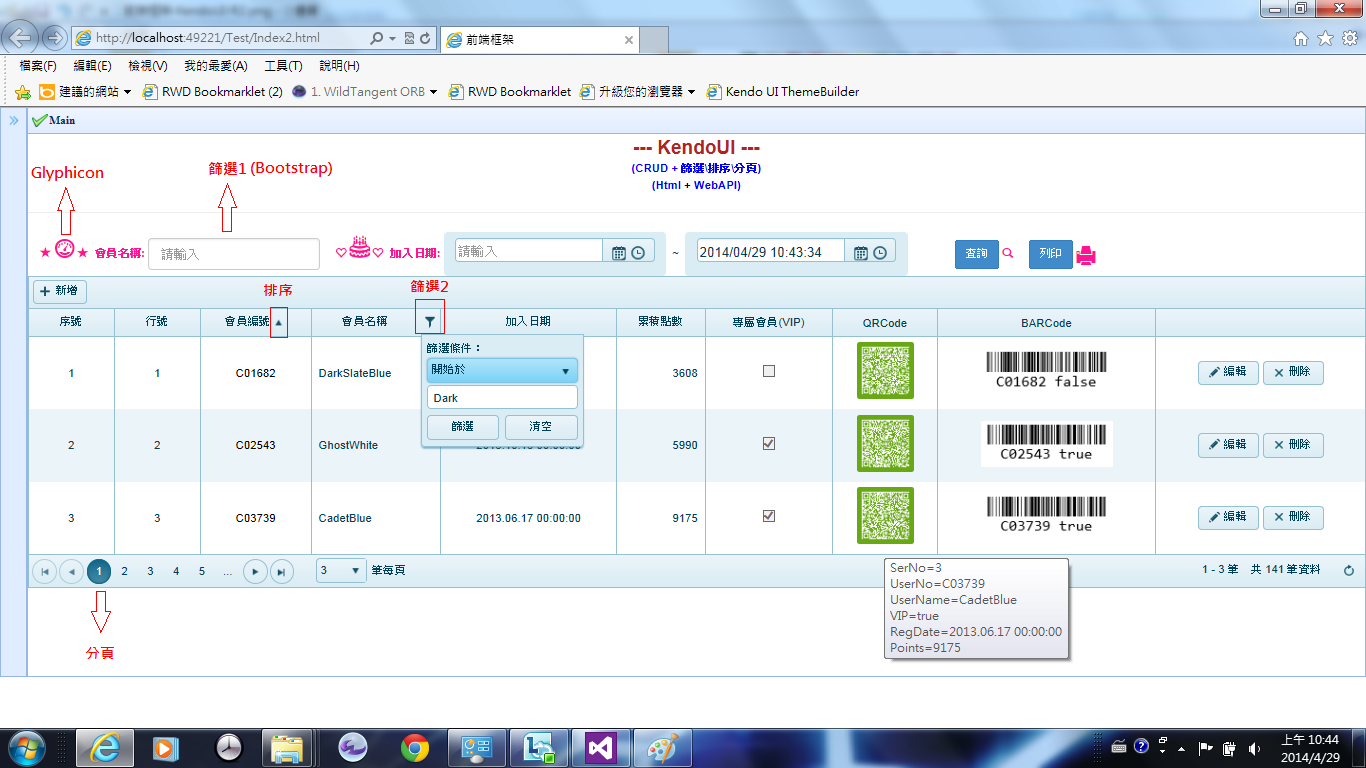 http://localhost:49221/Test/Index2.html
前端框架
檔案(F) 編輯(E) 檢視(V) 我的最愛(A) 工具(T) 說明(H)
建議的網站 RWD Bookmarklet (2) 1. WildTangent ORB RWD Bookmarklet 升級您的瀏覽器 Kendo UI ThemeBuilder
Main
--- KendoUI ---
(CRUD + 篩選\排序\分頁)
(Html + WebAPI)
Glyphicon
篩選1 (Bootstrap)
會員名稱: 請輸入 加入日期: 請輸入 ~ 2014/04/29 10:43:34 查詢 列印
新增
排序
篩選2
序號 行號 會員編號 會員名稱 加入日期 累積點數 專屬會員(VIP) QRCode BARCode
篩選條件：
開始於
Dark
篩選 清空
1 1 C01682 DarkSlateBlue 3608 C01682 false 編輯 刪除
2 2 C02543 GhostWhite 5990 C02543 true 編輯 刪除
3 3 C03739 CadetBlue 2013.06.17 00:00:00 9175 C03739 true 編輯 刪除
1 2 3 4 5 ... 3 筆每頁 1 - 3 筆 共 141 筆資料
SerNo=3
UserNo=C03739
UserName=CadetBlue
VIP=true
RegDate=2013.06.17 00:00:00
Points=9175
分頁
上午 10:44
2014/4/29